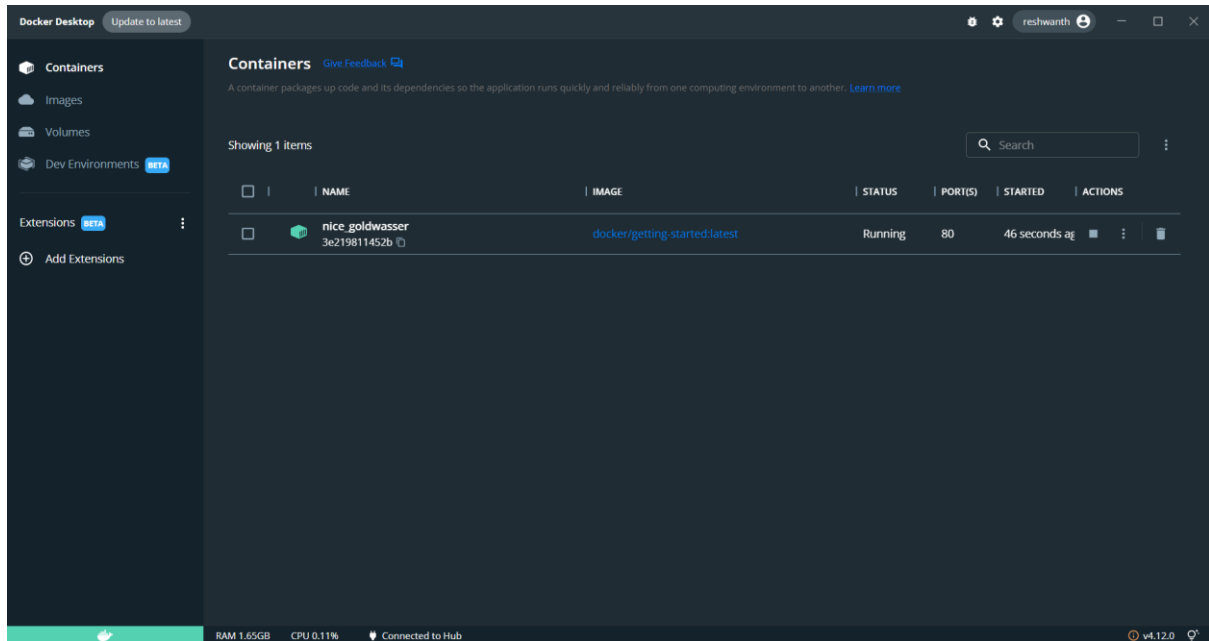 Docker Desktop Update to latest reshwanth
Containers
Images
Volumes
Dev Environments BETA
Extensions BETA
Add Extensions
Containers Give Feedback
A container packages up code and its dependencies so the application runs quickly and reliably from one computing environment to another. Learn more
Showing 1 items Search
NAME IMAGE STATUS PORT(S) STARTED ACTIONS
nice_goldwasser docker/getting-started:latest Running 80 46 seconds ag
3e219811452b
RAM 1.65GB CPU 0.11% Connected to Hub v4.12.0